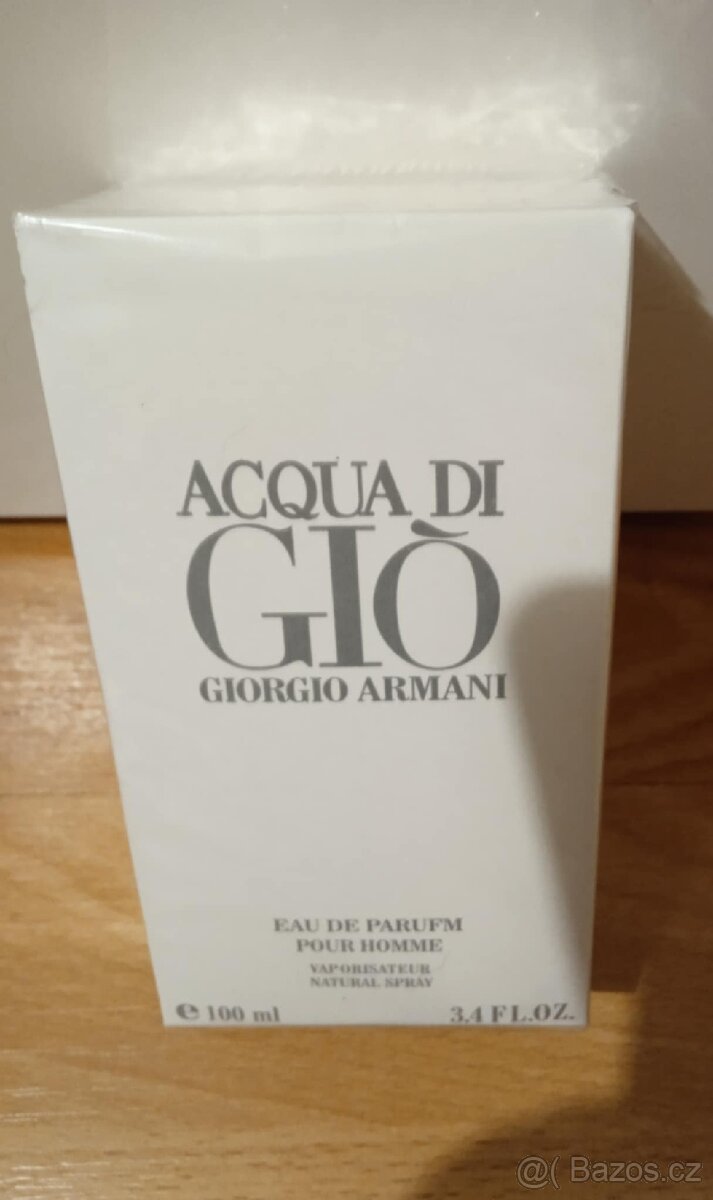 ACQUA DI
GIÒ
GIORGIO ARMANI
EAU DE PARUFM
POUR HOMME
VAPORISATEUR
NATURAL SPRAY
e 100 ml 3.4 FL.OZ.
@( Bazos.cz